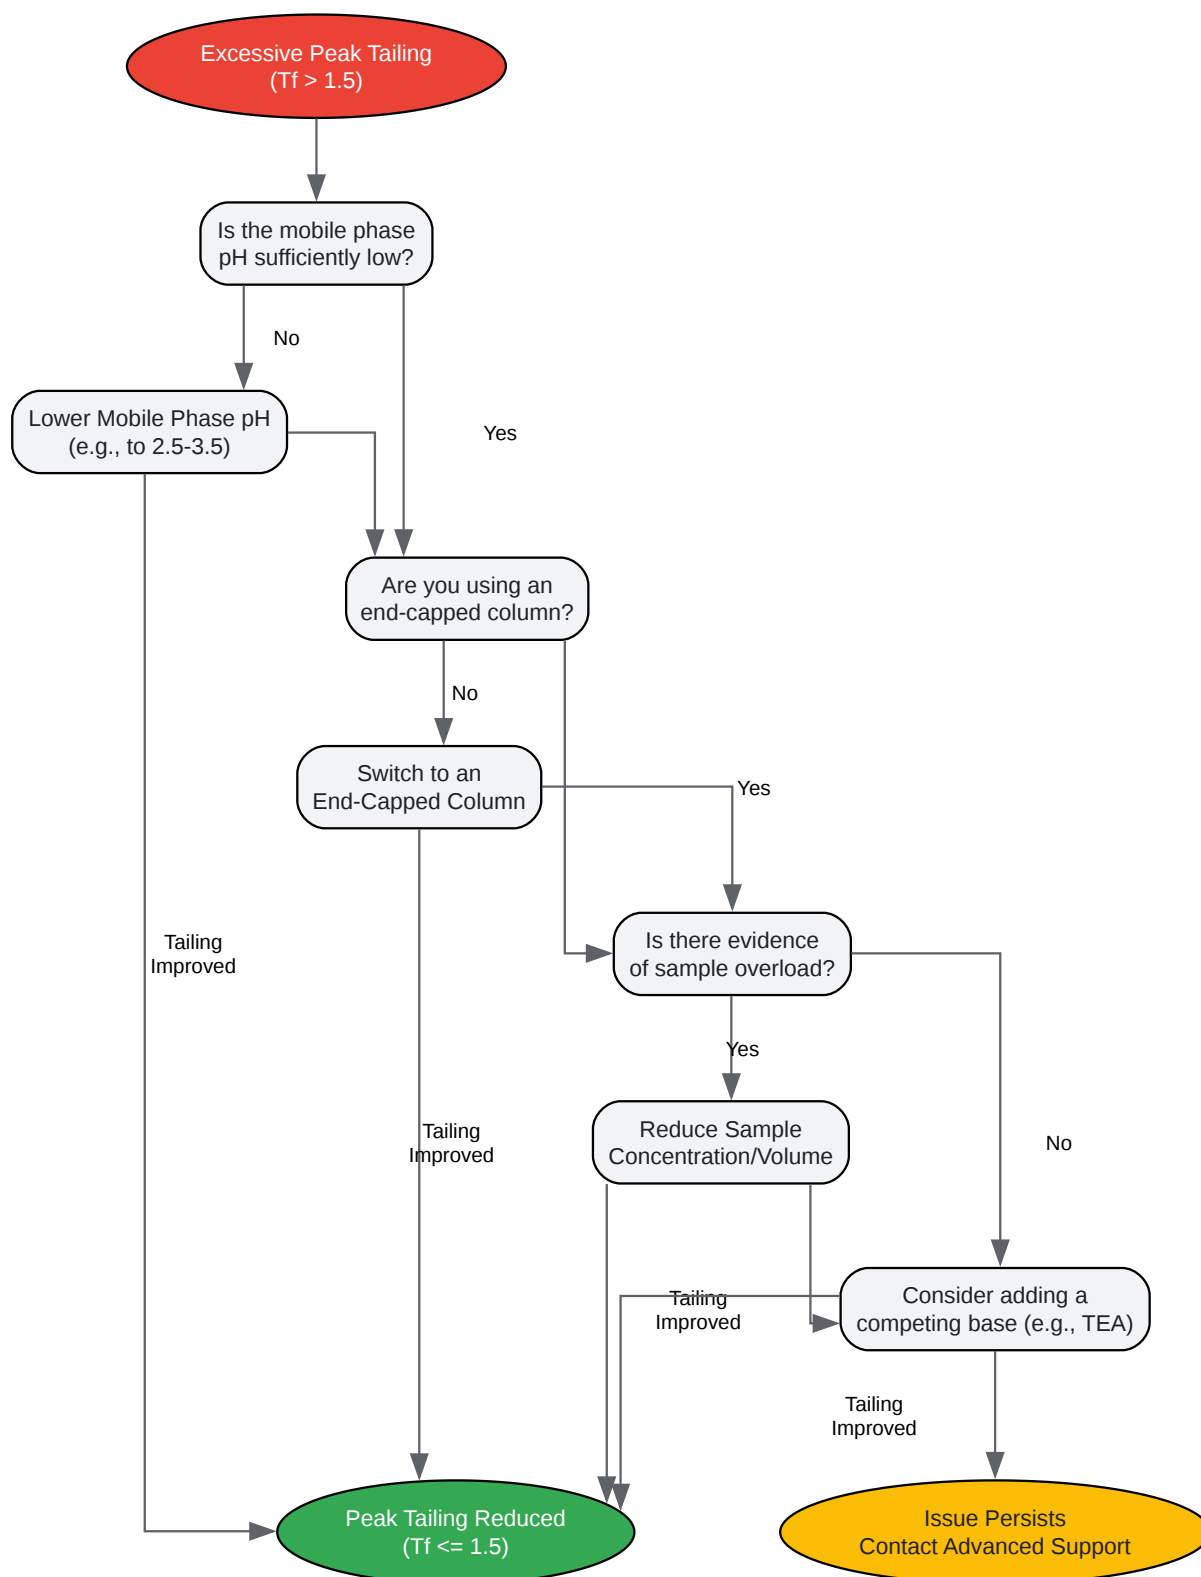 Excessive Peak Tailing
(Tf > 1.5)
Is the mobile phase
pH sufficiently low?
No
Lower Mobile Phase pH
(e.g., to 2.5-3.5)
Yes
Are you using an
end-capped column?
No
Switch to an
End-Capped Column
Yes
Is there evidence
of sample overload?
Tailing
Improved
Yes
Reduce Sample
Concentration/Volume
Tailing
Improved
No
Consider adding a
competing base (e.g., TEA)
Tailing
Improved
Tailing
Improved
Peak Tailing Reduced
(Tf <= 1.5)
Issue Persists
Contact Advanced Support